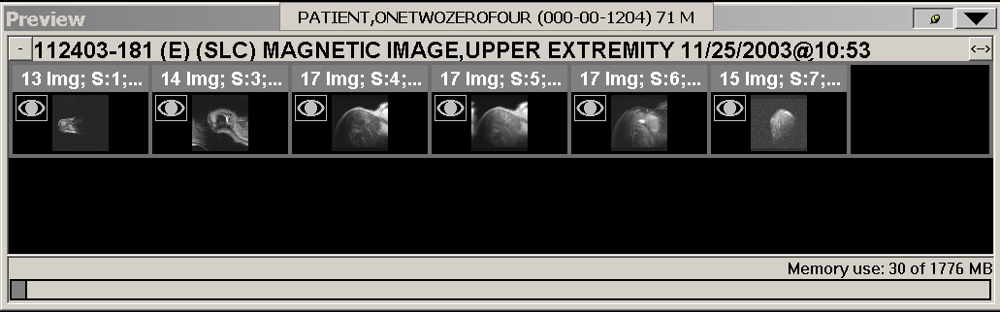 Preview
PATIENT,ONETWOZEROFOUR (000-00-1204) 71 M
- 112403-181 (E) (SLC) MAGNETIC IMAGE,UPPER EXTREMITY 11/25/2003@10:53 <->
13 Img; S:1;... 14 Img; S:3;... 17 Img; S:4;... 17 Img; S:5;... 17 Img; S:6;... 15 Img; S:7;...
Memory use: 30 of 1776 MB